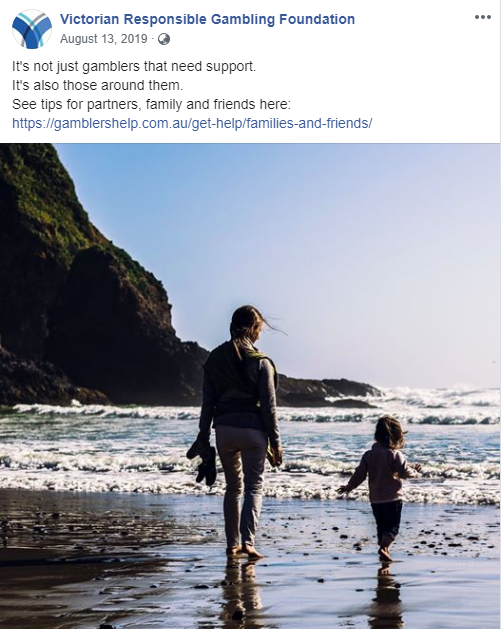 Victorian Responsible Gambling Foundation
August 13, 2019 ·
It's not just gamblers that need support.
It's also those around them.
See tips for partners, family and friends here:
https://gamblershelp.com.au/get-help/families-and-friends/